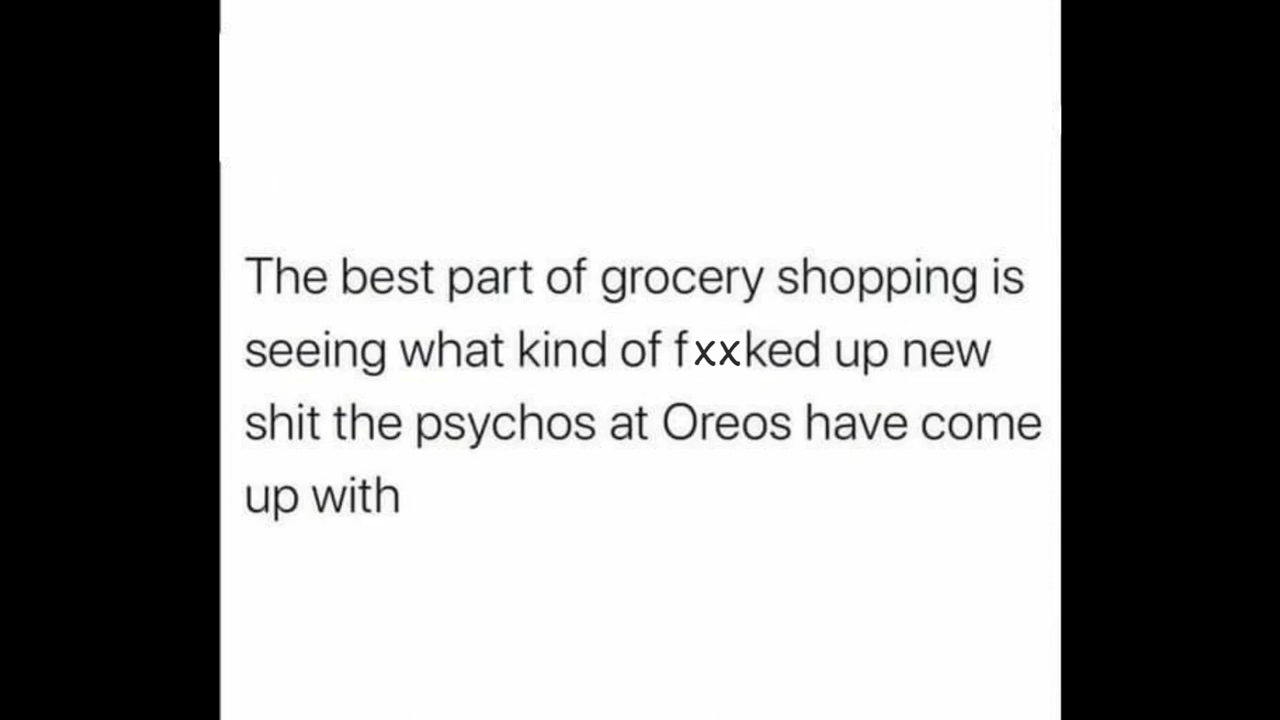 The best part of grocery shopping is
seeing what kind of fxxked up new
shit the psychos at Oreos have come
up with